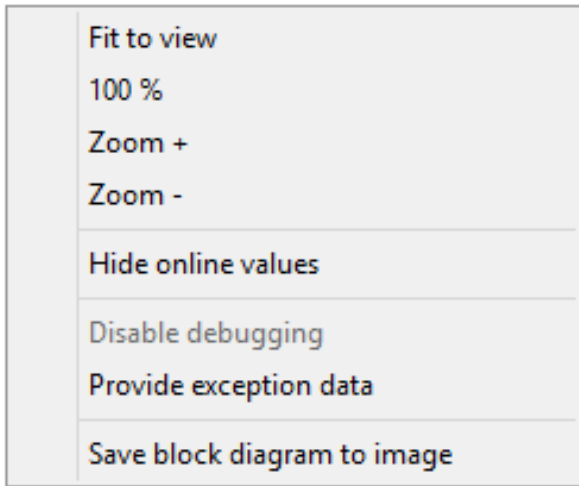 Fit to view
100 %
Zoom +
Zoom -
Hide online values
Disable debugging
Provide exception data
Save block diagram to image